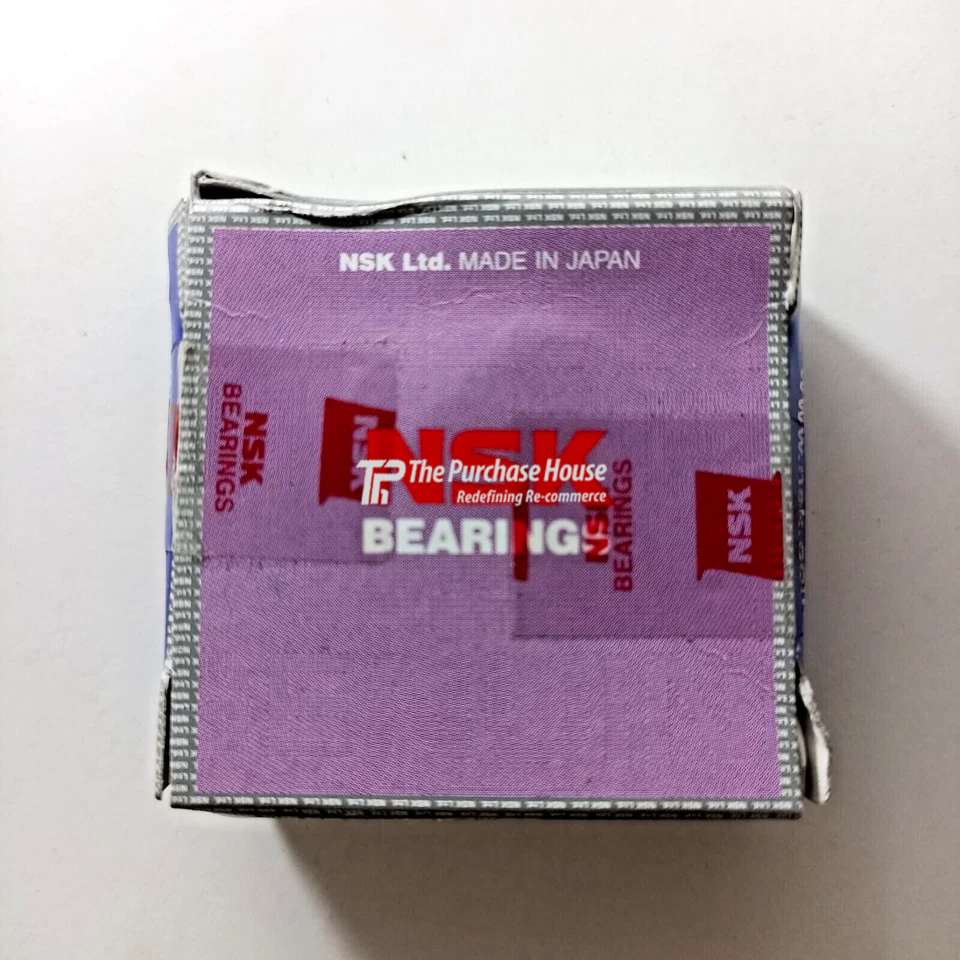 NSK Ltd. MADE IN JAPAN
NSK
BEARINGS
NSK
NSK
The Purchase House
Redefining Re-commerce
BEARINGS
NSK
BEARINGS
NSK